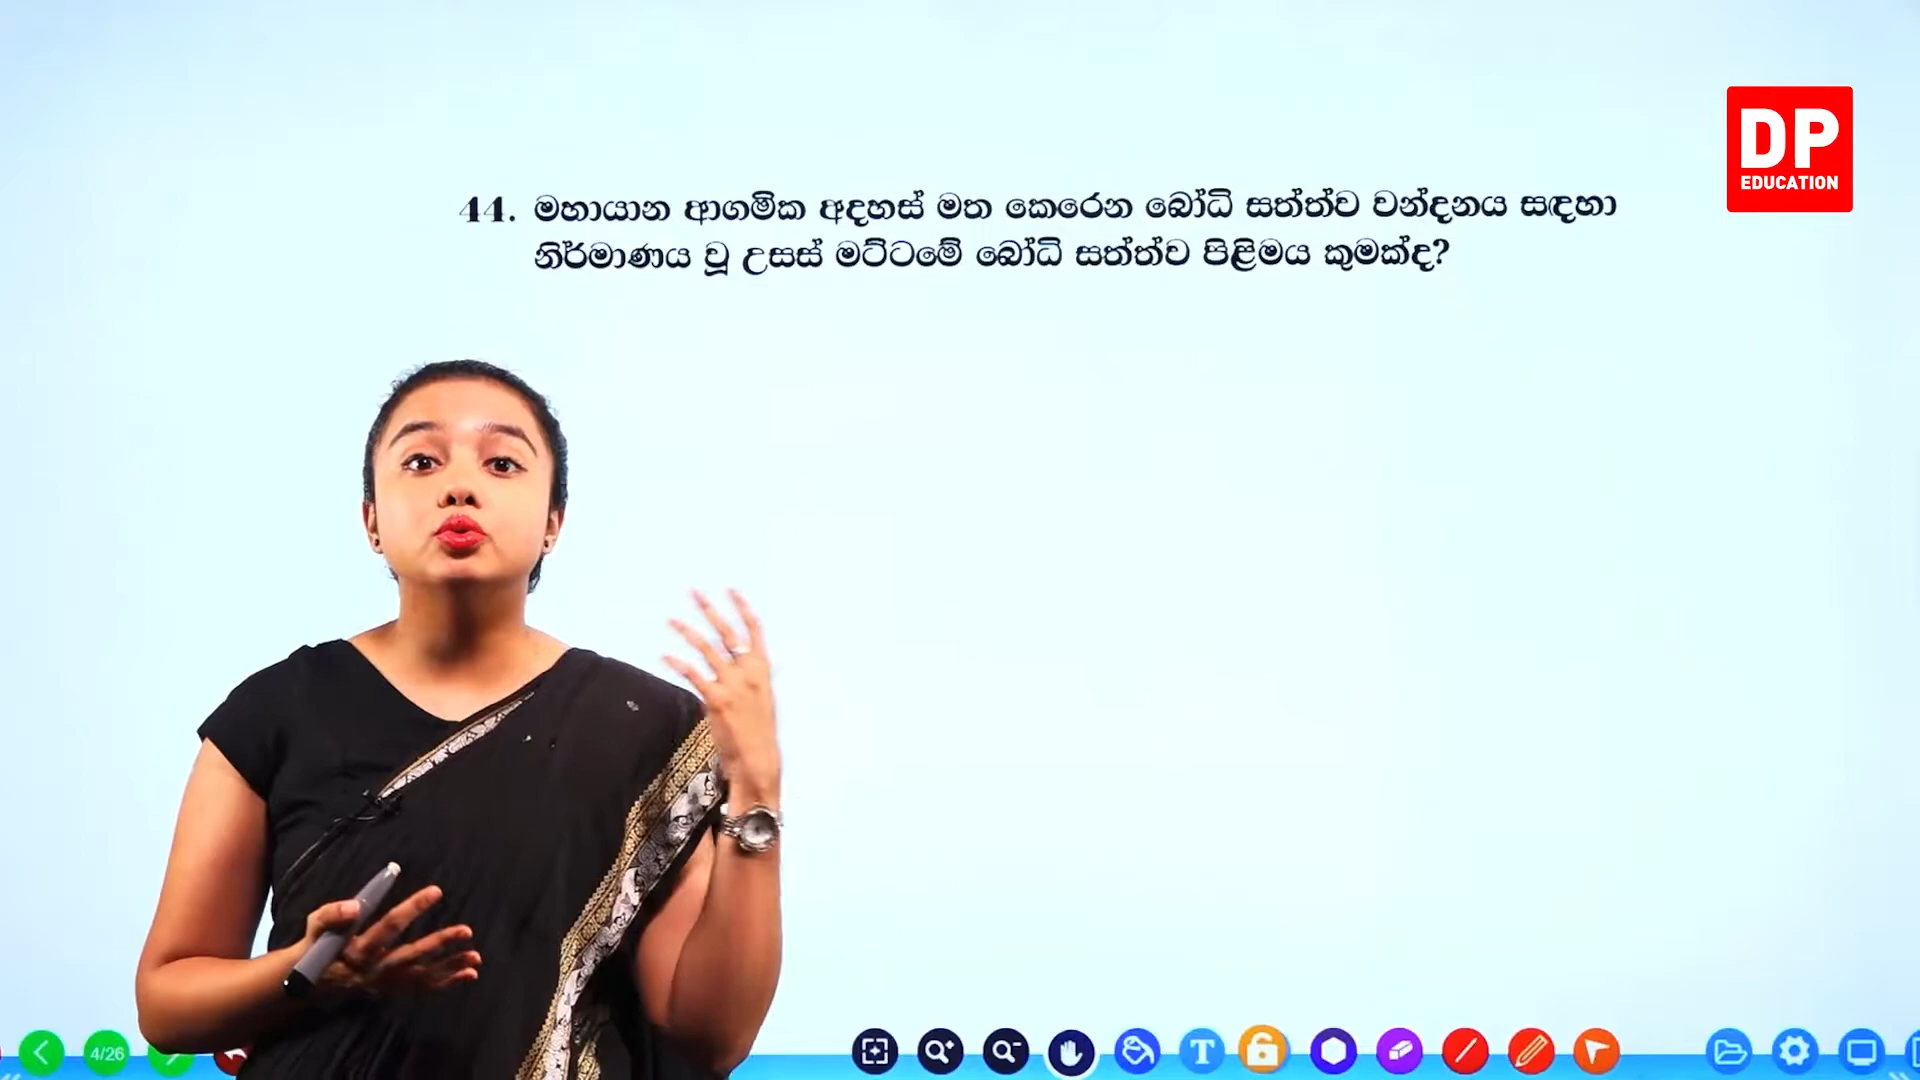 DP
EDUCATION
44. මහායාන ආගමික අදහස් මත කෙරෙන බෝධි සත්ත්ව වන්දනය සඳහා
නිර්මාණය වූ උසස් මට්ටමේ බෝධි සත්ත්ව පිළිමය කුමක්ද?
4/26
T